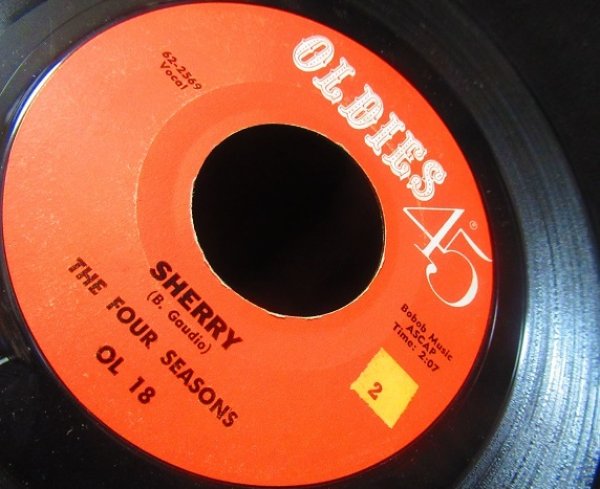 OLDIES
45
®
62-2569
Vocal
Bobob Music
ASCAP
Time: 2:07
SHERRY
(B. Gaudio)
THE FOUR SEASONS
OL 18
2